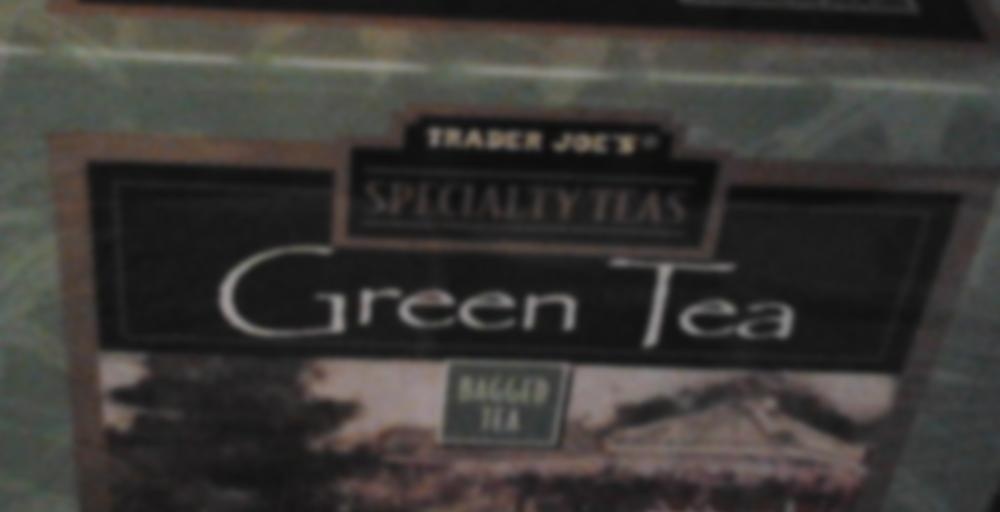 TRADER JOE'S®
SPECIALTY TEAS
Green Tea
BAGGED
TEA